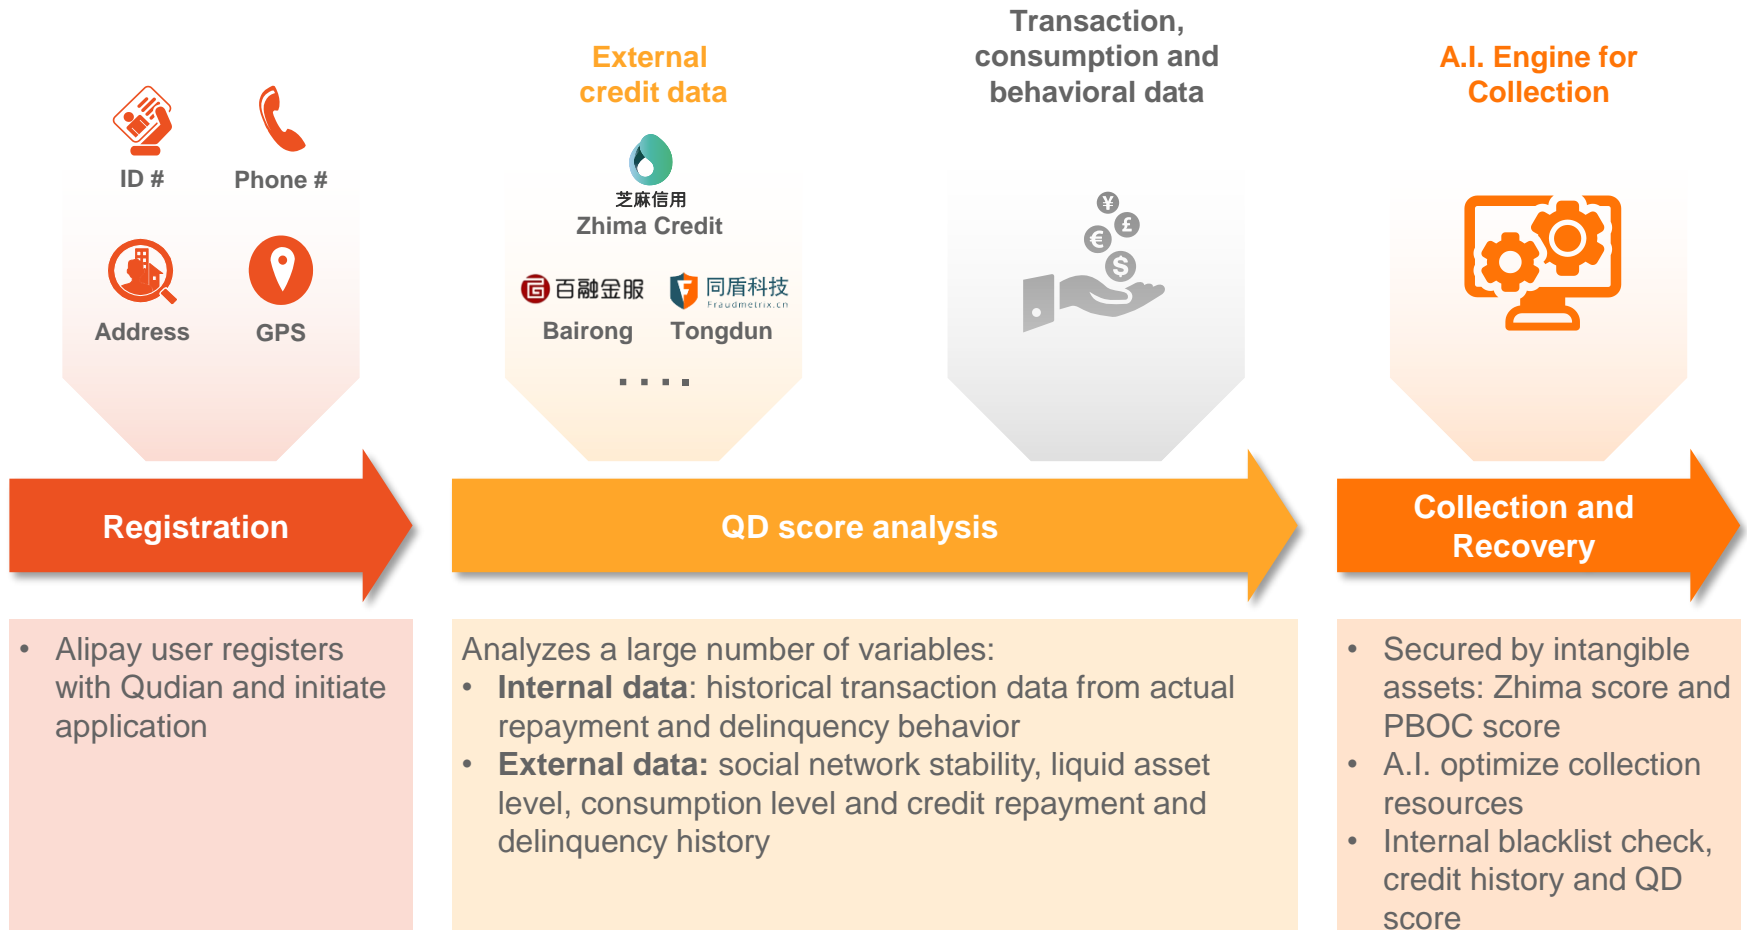 ID #
Phone #
Address
GPS
External
credit data
芝麻信用
Zhima Credit
百融金服
同盾科技
Fraudmetrix.cn
Bairong
Tongdun
....
Transaction,
consumption and
behavioral data
¥
£
€
$
A.I. Engine for
Collection
Registration
QD score analysis
Collection and
Recovery
• Alipay user registers
with Qudian and initiate
application
Analyzes a large number of variables:
• Internal data: historical transaction data from actual
repayment and delinquency behavior
• External data: social network stability, liquid asset
level, consumption level and credit repayment and
delinquency history
• Secured by intangible
assets: Zhima score and
PBOC score
• A.I. optimize collection
resources
• Internal blacklist check,
credit history and QD
score